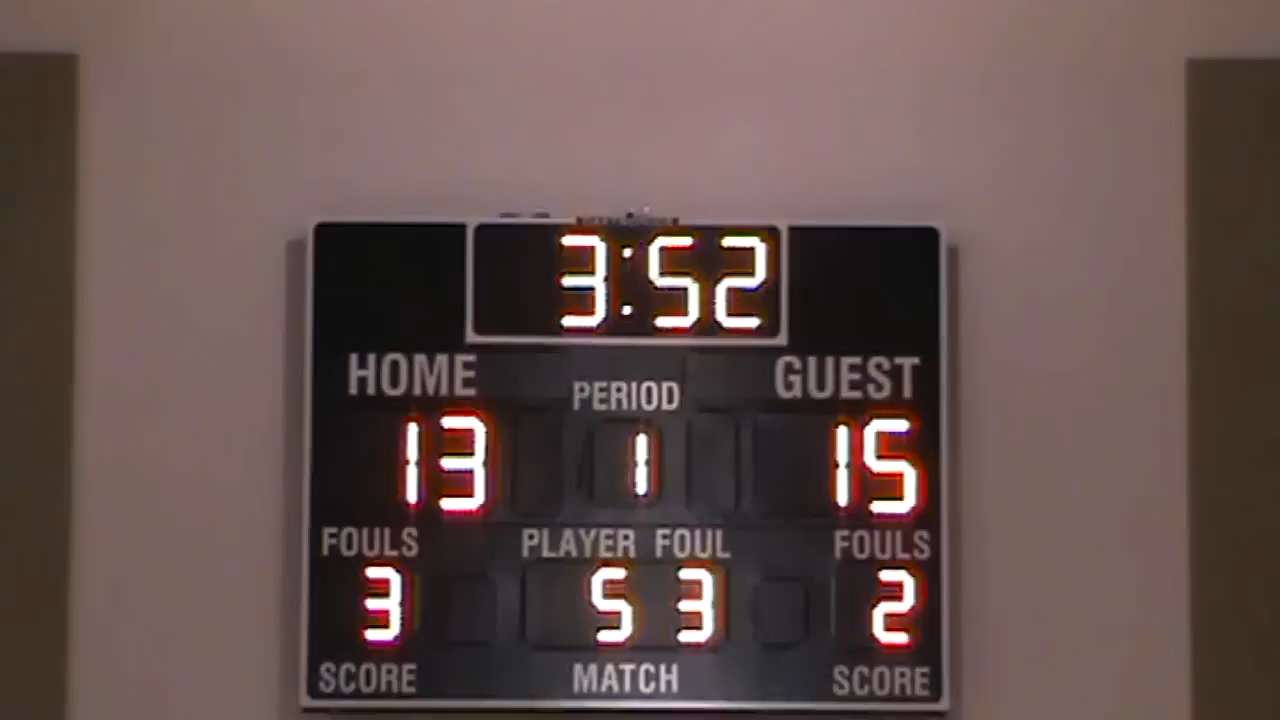 3:52
HOME PERIOD GUEST
13 1 15
FOULS PLAYER FOUL FOULS
3 5 3 2
SCORE MATCH SCORE